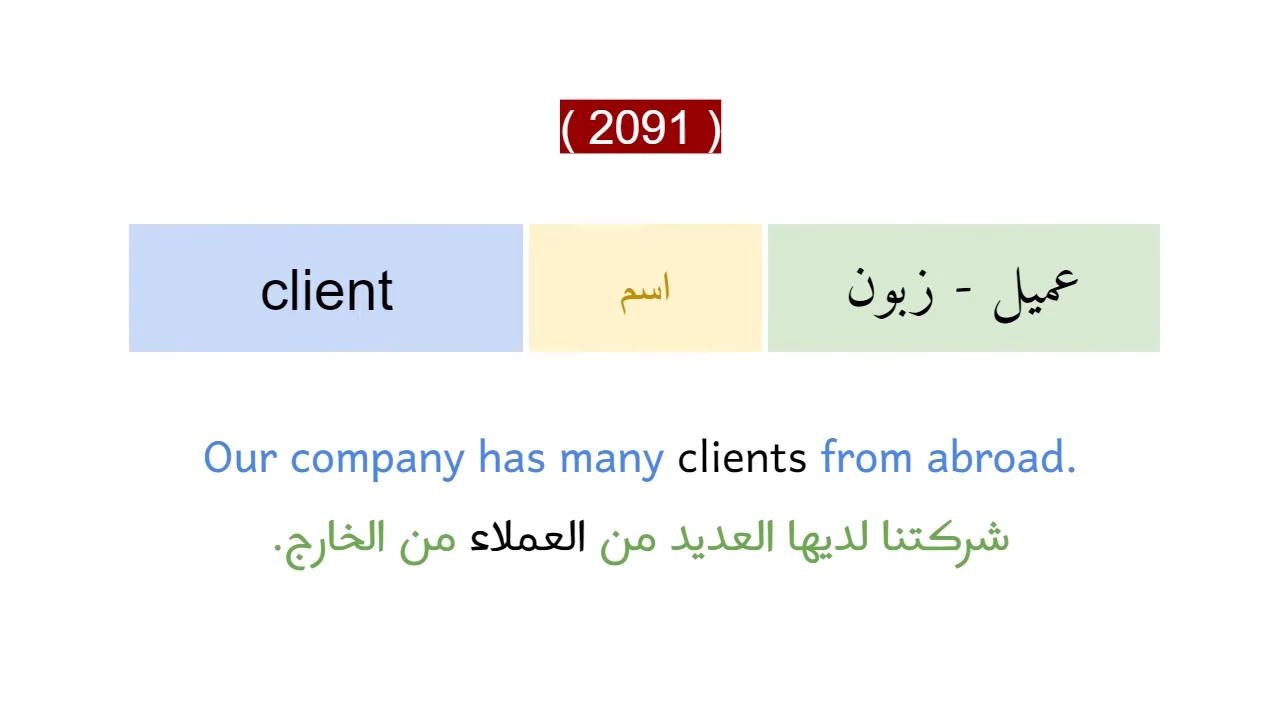 ( 2091 )
client
اسم
عميل - زبون
Our company has many clients from abroad.
شركتنا لديها العديد من العملاء من الخارج.